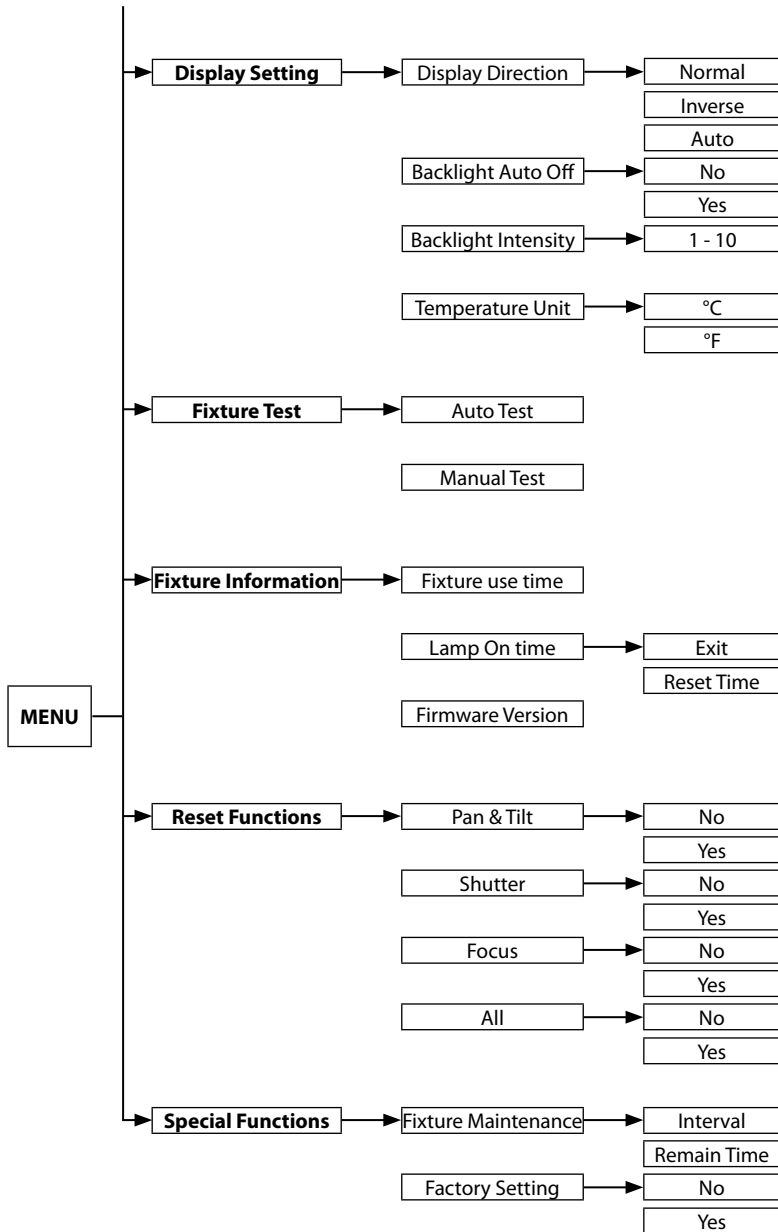 Display Setting Display Direction Normal
Inverse
Auto
Backlight Auto Off No
Yes
Backlight Intensity 1 - 10
Temperature Unit °C
°F
Fixture Test Auto Test
Manual Test
Fixture Information Fixture use time
Lamp On time Exit
Reset Time
MENU Firmware Version
Reset Functions Pan & Tilt No
Yes
Shutter No
Yes
Focus No
Yes
All No
Yes
Special Functions Fixture Maintenance Interval
Remain Time
Factory Setting No
Yes